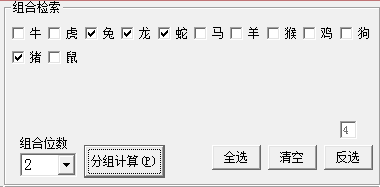 组合检索
牛 虎 兔 龙 蛇 马 羊 猴 鸡 狗
猪 鼠
4
组合位数
2 分组计算(P) 全选 清空 反选